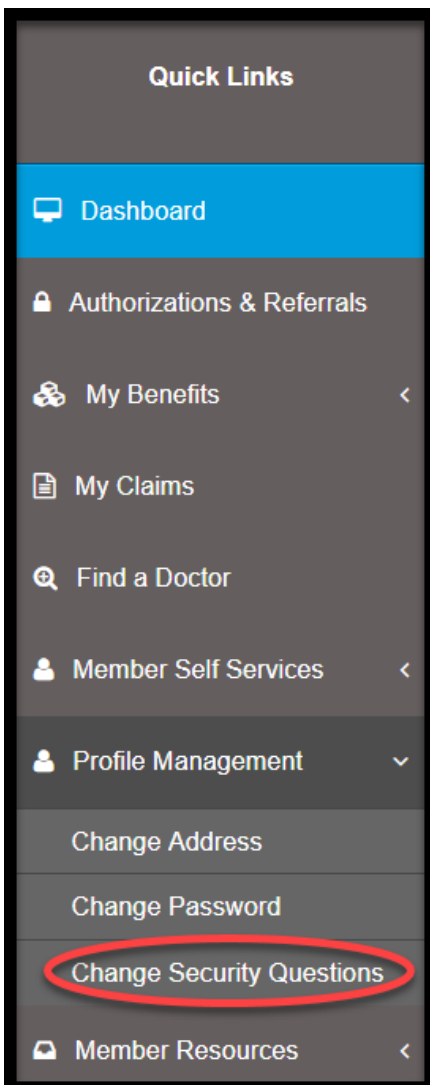 Quick Links
Dashboard
Authorizations & Referrals
My Benefits
My Claims
Find a Doctor
Member Self Services
Profile Management
Change Address
Change Password
Change Security Questions
Member Resources